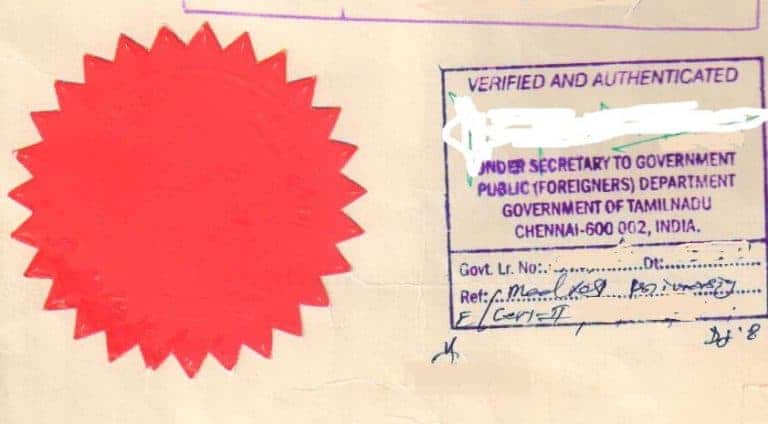 VERIFIED AND AUTHENTICATED
UNDER SECRETARY TO GOVERNMENT
PUBLIC (FOREIGNERS) DEPARTMENT
GOVERNMENT OF TAMILNADU
CHENNAI-600 002, INDIA.
Govt. Lr. No:.................Dt:................
Ref: